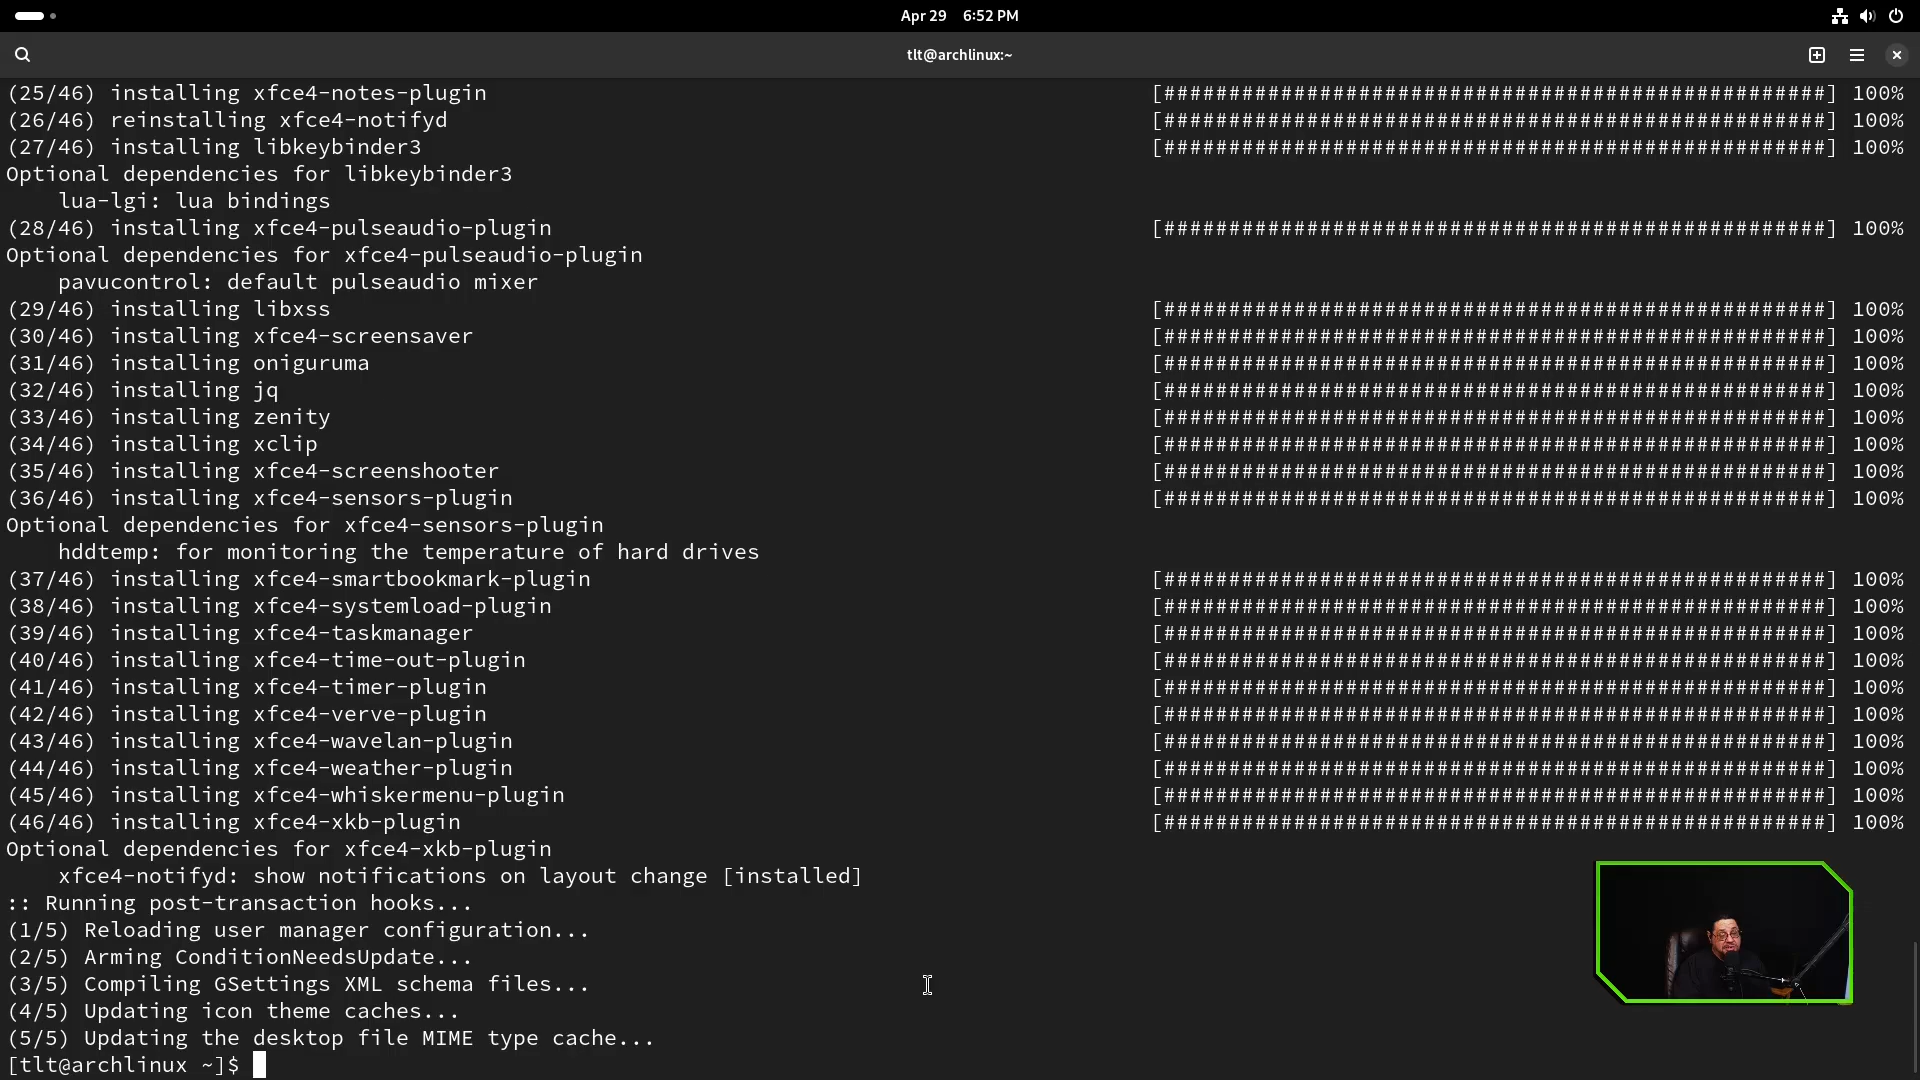 Apr 29 6:52 PM
tlt@archlinux:~
(25/46) installing xfce4-notes-plugin [###################################################] 100%
(26/46) reinstalling xfce4-notifyd [###################################################] 100%
(27/46) installing libkeybinder3 [###################################################] 100%
Optional dependencies for libkeybinder3
lua-lgi: lua bindings
(28/46) installing xfce4-pulseaudio-plugin [###################################################] 100%
Optional dependencies for xfce4-pulseaudio-plugin
pavucontrol: default pulseaudio mixer
(29/46) installing libxss [###################################################] 100%
(30/46) installing xfce4-screensaver [###################################################] 100%
(31/46) installing oniguruma [###################################################] 100%
(32/46) installing jq [###################################################] 100%
(33/46) installing zenity [###################################################] 100%
(34/46) installing xclip [###################################################] 100%
(35/46) installing xfce4-screenshooter [###################################################] 100%
(36/46) installing xfce4-sensors-plugin [###################################################] 100%
Optional dependencies for xfce4-sensors-plugin
hddtemp: for monitoring the temperature of hard drives
(37/46) installing xfce4-smartbookmark-plugin [###################################################] 100%
(38/46) installing xfce4-systemload-plugin [###################################################] 100%
(39/46) installing xfce4-taskmanager [###################################################] 100%
(40/46) installing xfce4-time-out-plugin [###################################################] 100%
(41/46) installing xfce4-timer-plugin [###################################################] 100%
(42/46) installing xfce4-verve-plugin [###################################################] 100%
(43/46) installing xfce4-wavelan-plugin [###################################################] 100%
(44/46) installing xfce4-weather-plugin [###################################################] 100%
(45/46) installing xfce4-whiskermenu-plugin [###################################################] 100%
(46/46) installing xfce4-xkb-plugin [###################################################] 100%
Optional dependencies for xfce4-xkb-plugin
xfce4-notifyd: show notifications on layout change [installed]
:: Running post-transaction hooks...
(1/5) Reloading user manager configuration...
(2/5) Arming ConditionNeedsUpdate...
(3/5) Compiling GSettings XML schema files...
(4/5) Updating icon theme caches...
(5/5) Updating the desktop file MIME type cache...
[tlt@archlinux ~]$